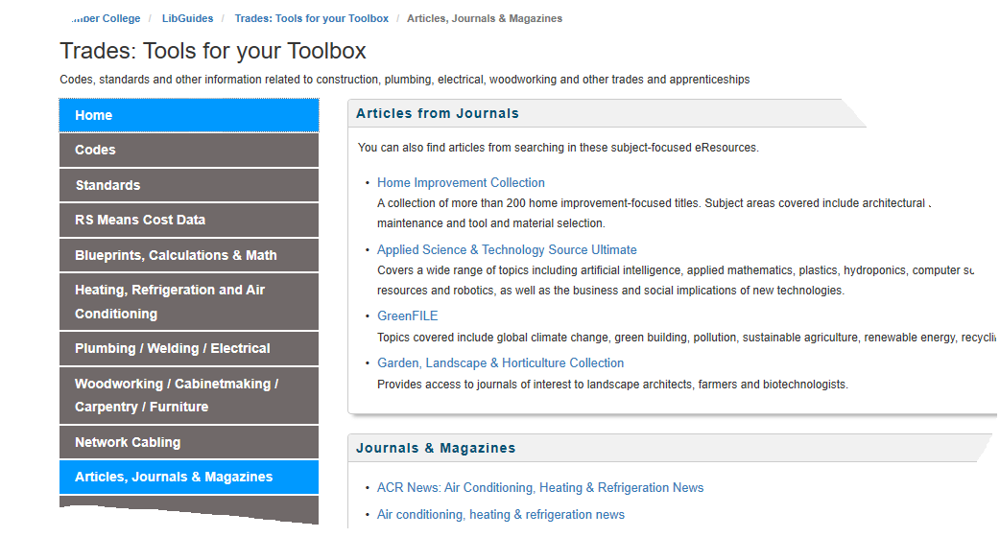 College / LibGuides / Trades: Tools for your Toolbox / Articles, Journals & Magazines
Trades: Tools for your Toolbox
Codes, standards and other information related to construction, plumbing, electrical, woodworking and other trades and apprenticeships
Home
Codes
Standards
RS Means Cost Data
Blueprints, Calculations & Math
Heating, Refrigeration and Air
Conditioning
Plumbing / Welding / Electrical
Woodworking / Cabinetmaking /
Carpentry / Furniture
Network Cabling
Articles, Journals & Magazines
Articles from Journals
You can also find articles from searching in these subject-focused eResources.
• Home Improvement Collection
A collection of more than 200 home improvement-focused titles. Subject areas covered include architectural
maintenance and tool and material selection.
• Applied Science & Technology Source Ultimate
Covers a wide range of topics including artificial intelligence, applied mathematics, plastics, hydroponics, computer
resources and robotics, as well as the business and social implications of new technologies.
• GreenFILE
Topics covered include global climate change, green building, pollution, sustainable agriculture, renewable energy,
• Garden, Landscape & Horticulture Collection
Provides access to journals of interest to landscape architects, farmers and biotechnologists.
Journals & Magazines
• ACR News: Air Conditioning, Heating & Refrigeration News
• Air conditioning, heating & refrigeration news